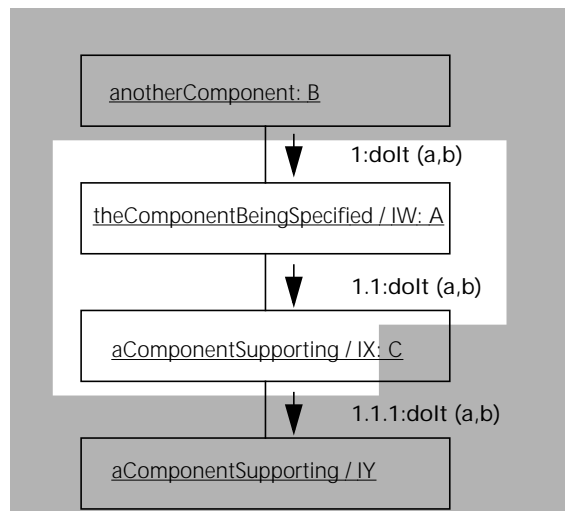 anotherComponent: B
1:doIt (a,b)
theComponentBeingSpecified / IW: A
1.1:doIt (a,b)
aComponentSupporting / IX: C
1.1.1:doIt (a,b)
aComponentSupporting / IY